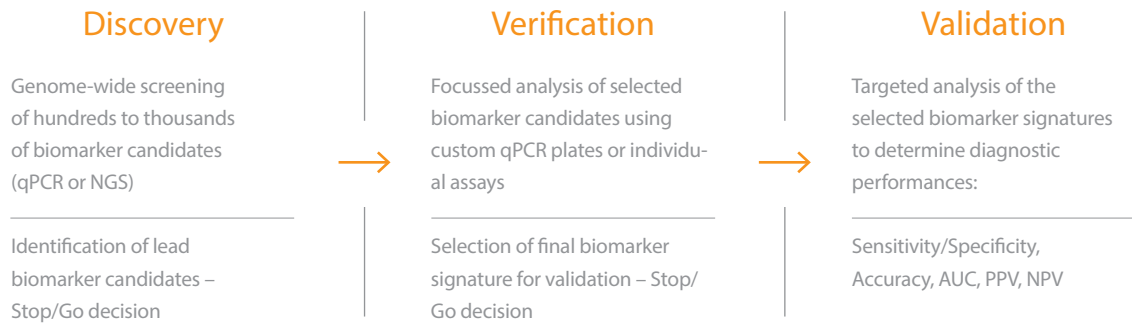 Discovery
Genome-wide screening
of hundreds to thousands
of biomarker candidates
(qPCR or NGS)
Identification of lead
biomarker candidates –
Stop/Go decision
Verification
Focussed analysis of selected
biomarker candidates using
custom qPCR plates or individu-
al assays
Selection of final biomarker
signature for validation – Stop/
Go decision
Validation
Targeted analysis of the
selected biomarker signatures
to determine diagnostic
performances:
Sensitivity/Specificity,
Accuracy, AUC, PPV, NPV